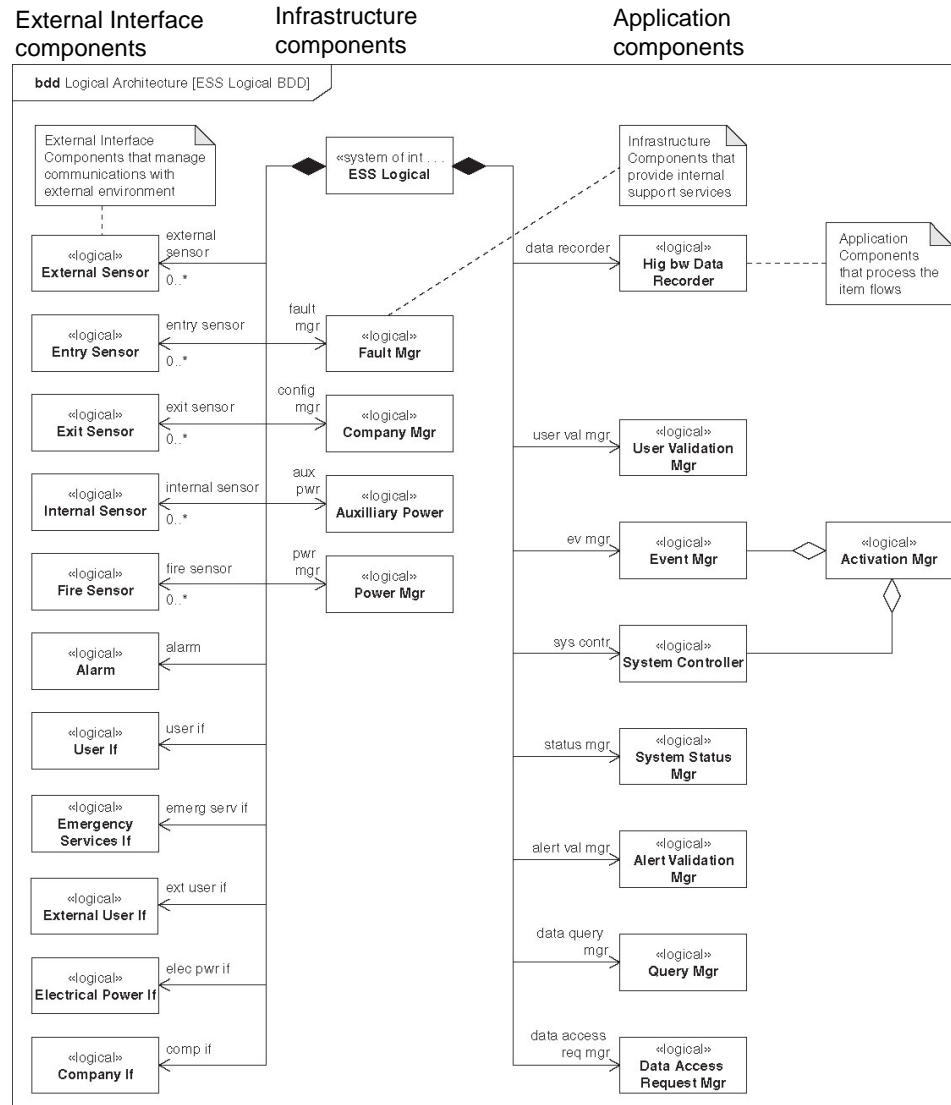 External Interface
components
Infrastructure
components
Application
components
bdd Logical Architecture [ESS Logical BDD]
External Interface
Components that manage
communications with
external environment
«system of int . . .
ESS Logical
Infrastructure
Components that
provide internal
support services
Application
Components
that process the
item flows
external
sensor
0..*
«logical»
External Sensor
data recorder
«logical»
Hig bw Data
Recorder
entry sensor
0..*
«logical»
Entry Sensor
fault
mgr
«logical»
Fault Mgr
exit sensor
0..*
«logical»
Exit Sensor
config
mgr
«logical»
Company Mgr
user val mgr
«logical»
User Validation
Mgr
internal sensor
0..*
«logical»
Internal Sensor
aux
pwr
«logical»
Auxilliary Power
ev mgr
«logical»
Event Mgr
«logical»
Activation Mgr
fire sensor
0..*
«logical»
Fire Sensor
pwr
mgr
«logical»
Power Mgr
alarm
«logical»
Alarm
sys contr
«logical»
System Controller
user if
«logical»
User If
status mgr
«logical»
System Status
Mgr
emerg serv if
«logical»
Emergency
Services If
alert val mgr
«logical»
Alert Validation
Mgr
ext user if
«logical»
External User If
data query
mgr
«logical»
Query Mgr
elec pwr if
«logical»
Electrical Power If
comp if
«logical»
Company If
data access
req mgr
«logical»
Data Access
Request Mgr